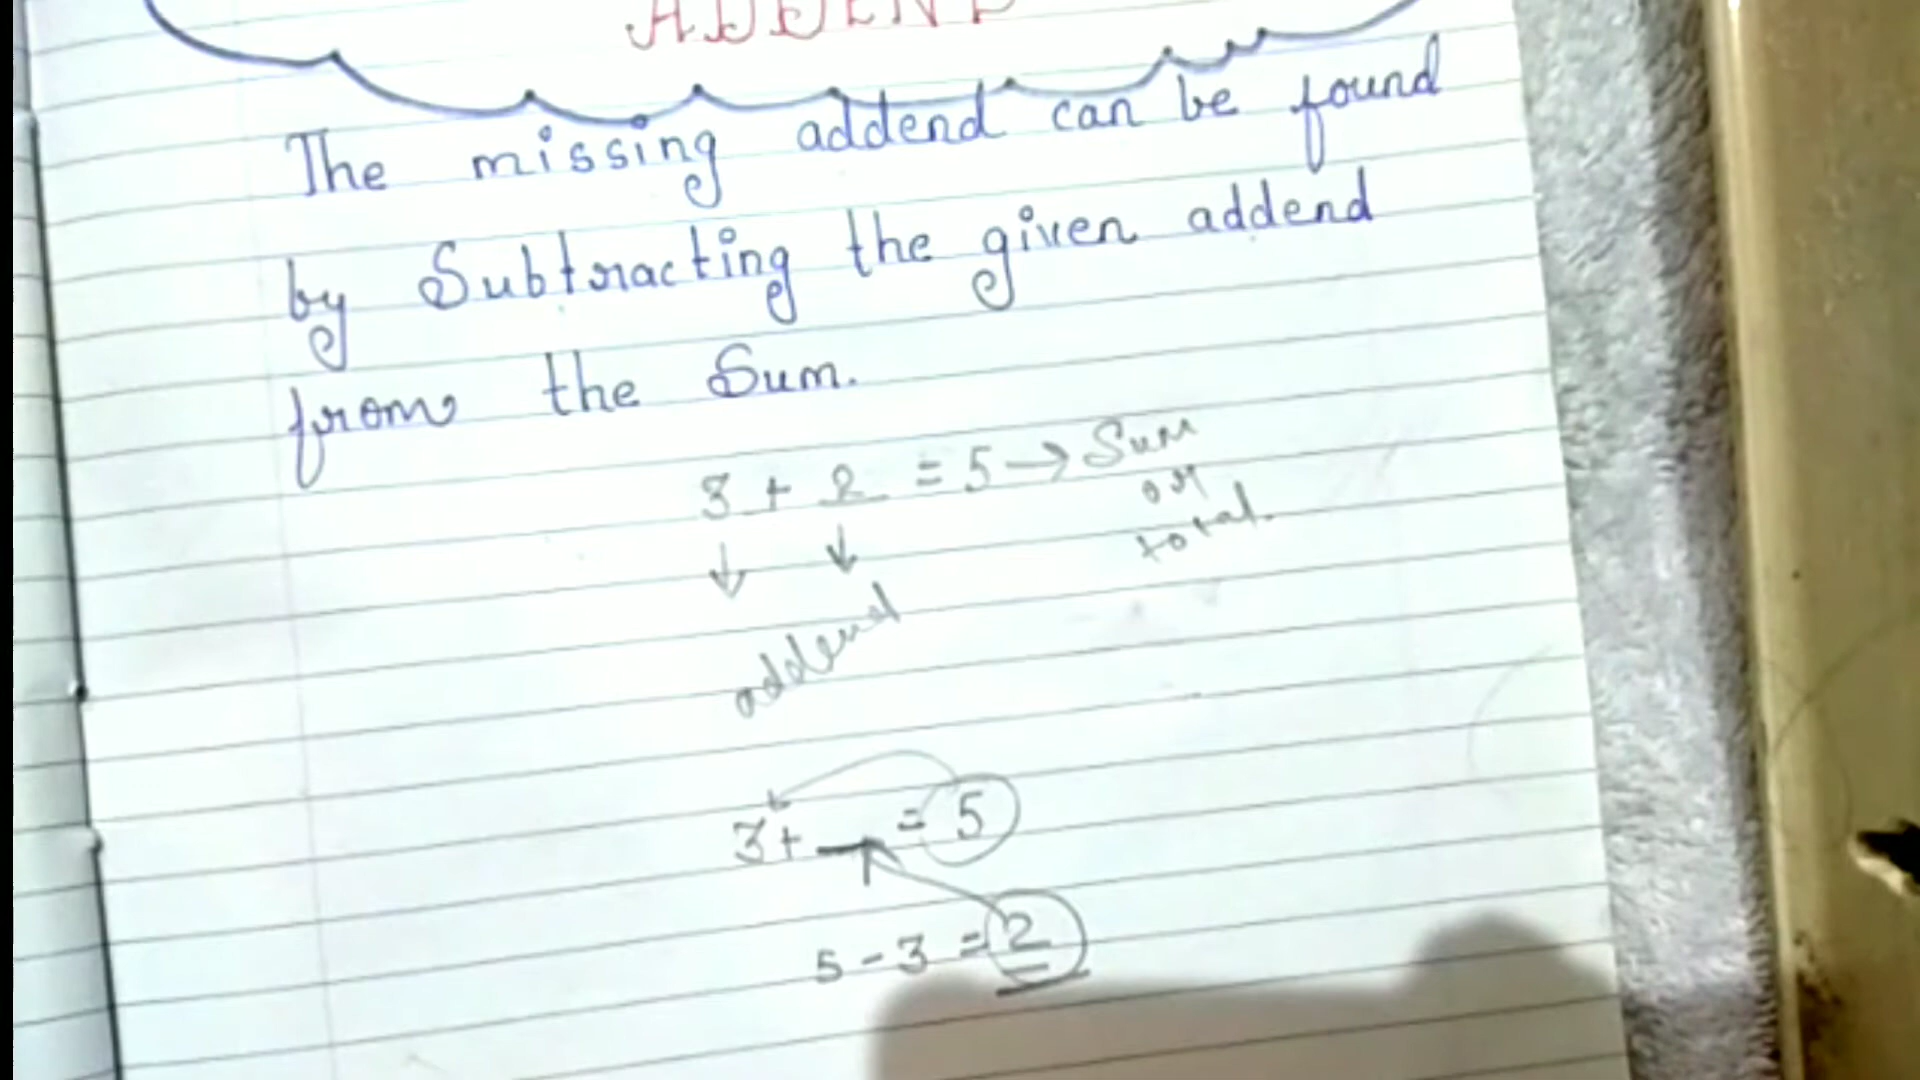 ADDEND
The missing addend can be found
by Subtracting the given addend
from the Sum.
3 + 2 = 5 → Sum
or
total.
↓ ↓
addend
3 + __ = 5
5 - 3 = 2